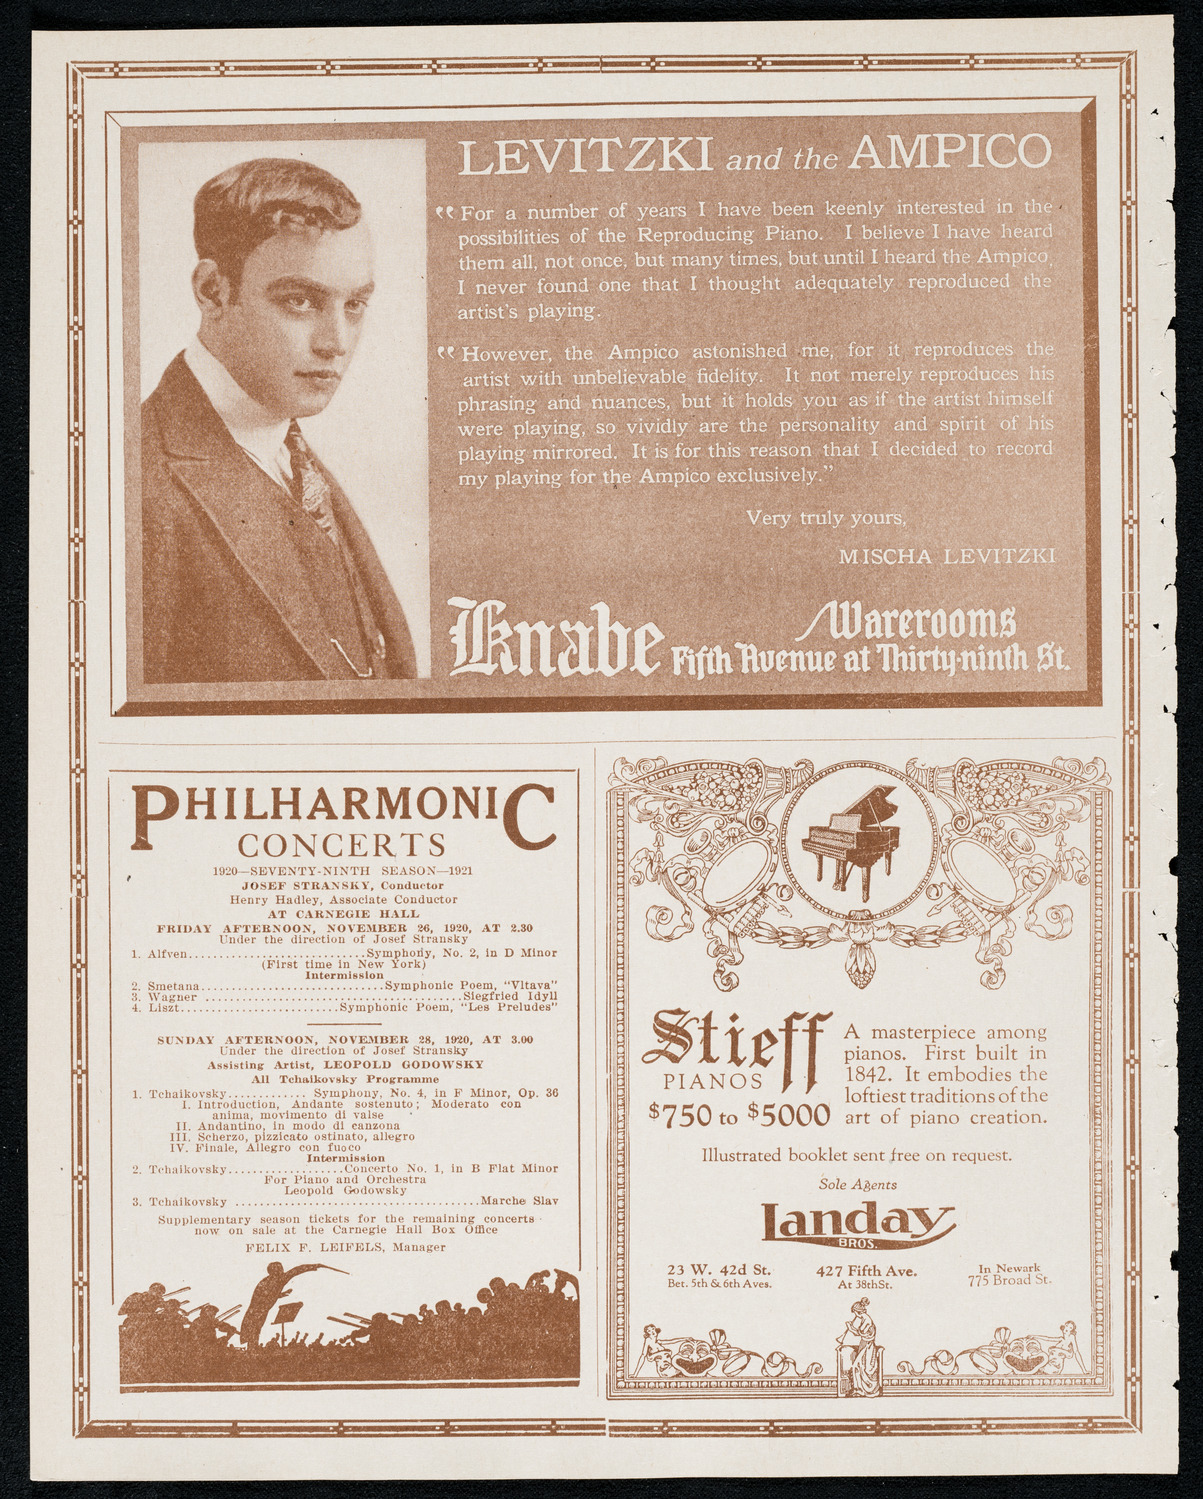 LEVITZKI and the AMPICO
“ For a number of years I have been keenly interested in the
possibilities of the Reproducing Piano. I believe I have heard
them all, not once, but many times, but until I heard the Ampico,
I never found one that I thought adequately reproduced the
artist's playing.
“ However, the Ampico astonished me, for it reproduces the
artist with unbelievable fidelity. It not merely reproduces his
phrasing and nuances, but it holds you as if the artist himself
were playing, so vividly are the personality and spirit of his
playing mirrored. It is for this reason that I decided to record
my playing for the Ampico exclusively.”
Very truly yours,
MISCHA LEVITZKI
Knabe Warerooms
Fifth Avenue at Thirty-ninth St.
PHILHARMONIC
CONCERTS
1920—SEVENTY-NINTH SEASON—1921
JOSEF STRANSKY, Conductor
Henry Hadley, Associate Conductor
AT CARNEGIE HALL
FRIDAY AFTERNOON, NOVEMBER 26, 1920, AT 2.30
Under the direction of Josef Stransky
1. Alfven.............................Symphony, No. 2, in D Minor
(First time in New York)
Intermission
2. Smetana.............................Symphonic Poem, "Vltava"
3. Wagner .........................................Siegfried Idyll
4. Liszt..........................Symphonic Poem, "Les Preludes"
SUNDAY AFTERNOON, NOVEMBER 28, 1920, AT 3.00
Under the direction of Josef Stransky
Assisting Artist, LEOPOLD GODOWSKY
All Tchaikovsky Programme
1. Tchaikovsky............. Symphony, No. 4, in F Minor, Op. 36
I. Introduction, Andante sostenuto; Moderato con
anima, movimento di valse
II. Andantino, in modo di canzona
III. Scherzo, pizzicato ostinato, allegro
IV. Finale, Allegro con fuoco
Intermission
2. Tchaikovsky..................Concerto No. 1, in B Flat Minor
For Piano and Orchestra
Leopold Godowsky
3. Tchaikovsky .......................................Marche Slav
Supplementary season tickets for the remaining concerts
now on sale at the Carnegie Hall Box Office
FELIX F. LEIFELS, Manager
Stieff
PIANOS
$750 to $5000
A masterpiece among
pianos. First built in
1842. It embodies the
loftiest traditions of the
art of piano creation.
Illustrated booklet sent free on request.
Sole Agents
Landay
BROS.
23 W. 42d St.
Bet. 5th & 6th Aves.
427 Fifth Ave.
At 38th St.
In Newark
775 Broad St.